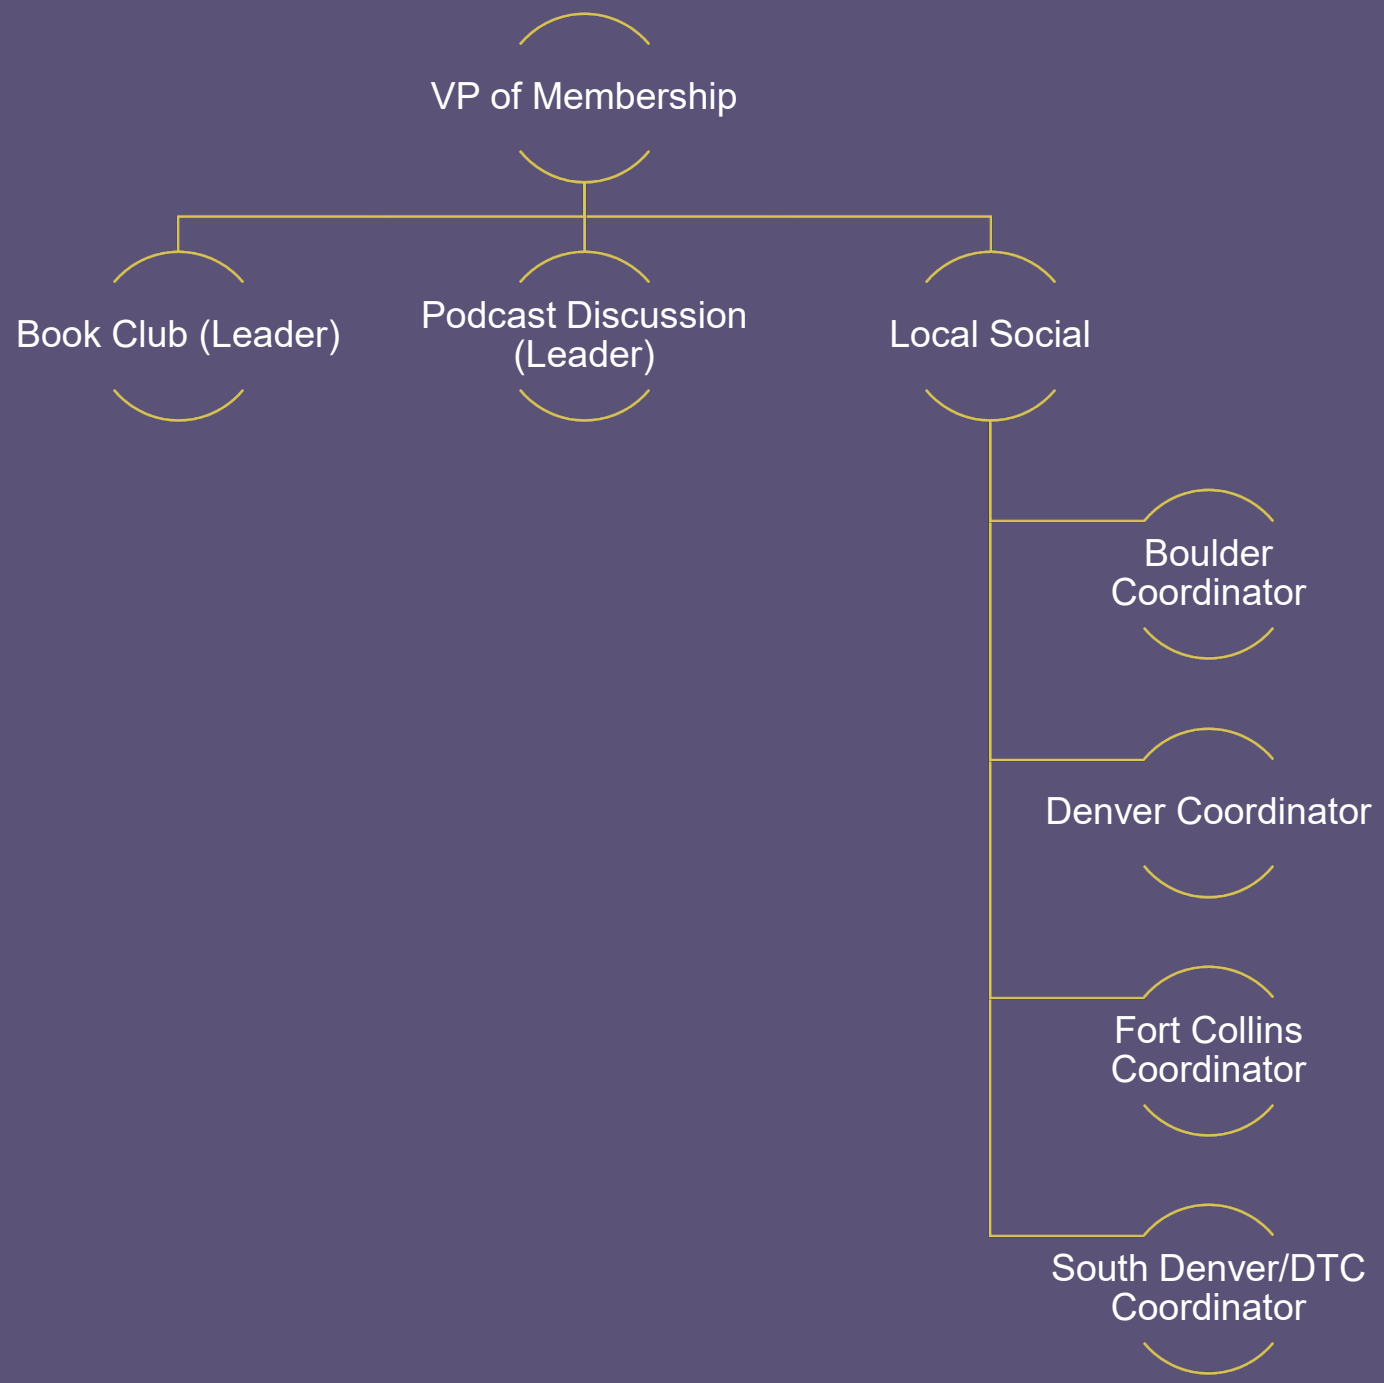 VP of Membership
Book Club (Leader)
Podcast Discussion
(Leader)
Local Social
Boulder
Coordinator
Denver Coordinator
Fort Collins
Coordinator
South Denver/DTC
Coordinator